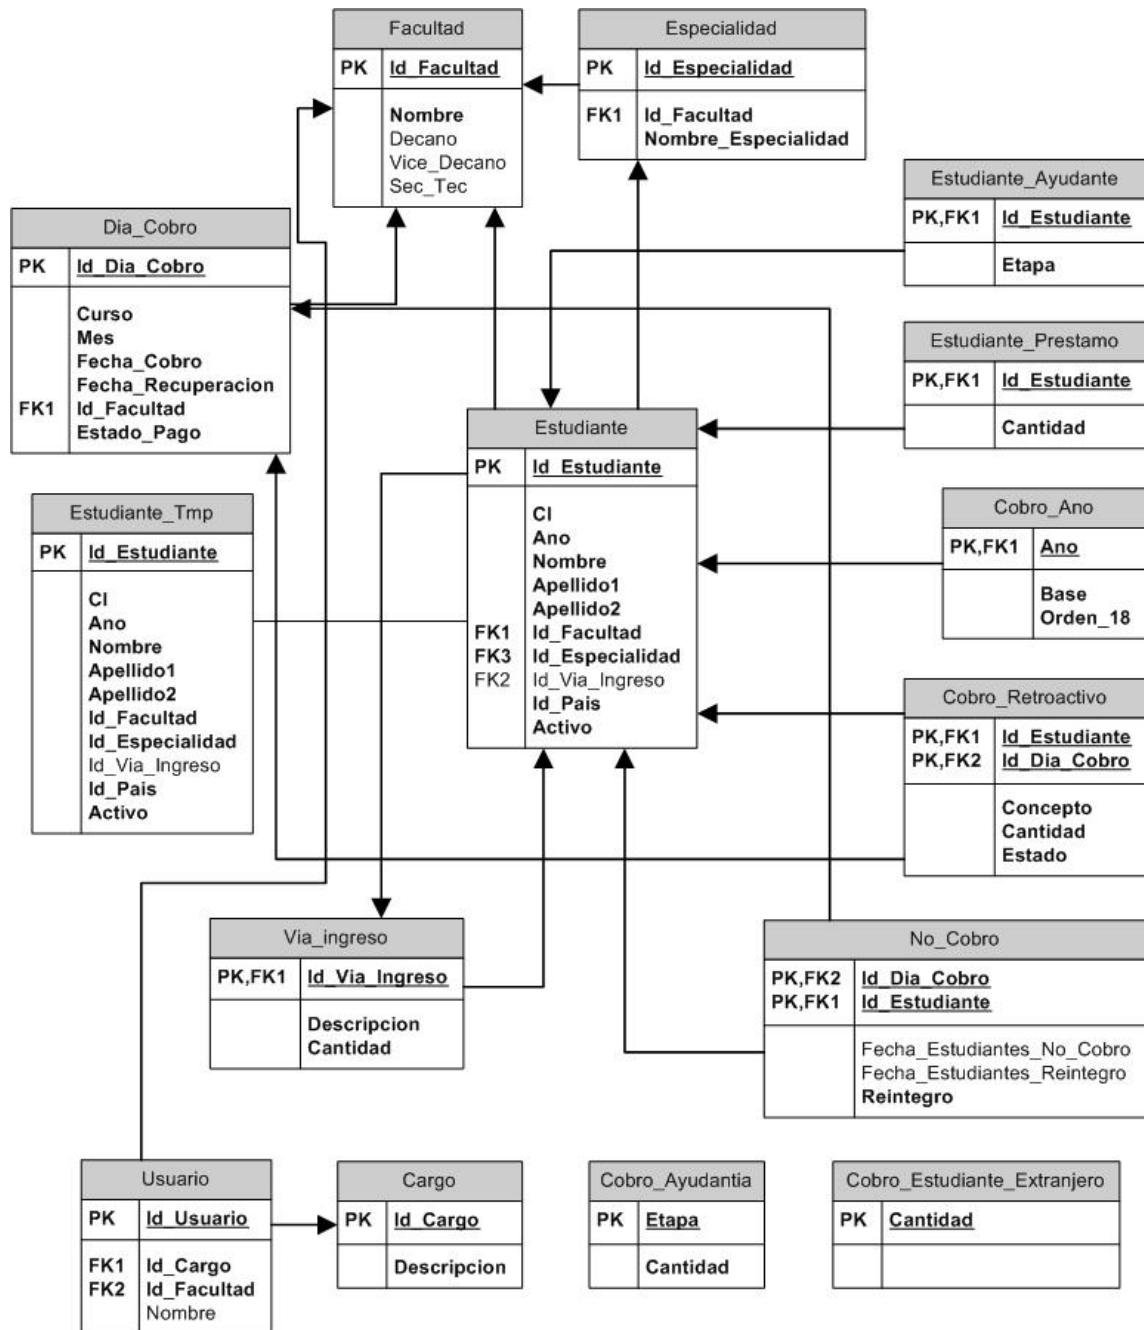 Facultad
PK Id_Facultad
Nombre
Decano
Vice_Decano
Sec_Tec
Especialidad
PK Id_Especialidad
FK1 Id_Facultad
Nombre_Especialidad
Estudiante_Ayudante
PK,FK1 Id_Estudiante
Etapa
Dia_Cobro
PK Id_Dia_Cobro
Curso
Mes
Fecha_Cobro
Fecha_Recuperacion
FK1 Id_Facultad
Estado_Pago
Estudiante_Prestamo
PK,FK1 Id_Estudiante
Cantidad
Estudiante
PK Id_Estudiante
CI
Ano
Nombre
Apellido1
Apellido2
FK1 Id_Facultad
FK3 Id_Especialidad
FK2 Id_Via_Ingreso
Id_Pais
Activo
Estudiante_Tmp
PK Id_Estudiante
CI
Ano
Nombre
Apellido1
Apellido2
Id_Facultad
Id_Especialidad
Id_Via_Ingreso
Id_Pais
Activo
Cobro_Ano
PK,FK1 Ano
Base
Orden_18
Cobro_Retroactivo
PK,FK1 Id_Estudiante
PK,FK2 Id_Dia_Cobro
Concepto
Cantidad
Estado
Via_ingreso
PK,FK1 Id_Via_Ingreso
Descripcion
Cantidad
No_Cobro
PK,FK2 Id_Dia_Cobro
PK,FK1 Id_Estudiante
Fecha_Estudiantes_No_Cobro
Fecha_Estudiantes_Reintegro
Reintegro
Usuario
PK Id_Usuario
FK1 Id_Cargo
FK2 Id_Facultad
Nombre
Cargo
PK Id_Cargo
Descripcion
Cobro_Ayudantia
PK Etapa
Cantidad
Cobro_Estudiante_Extranjero
PK Cantidad